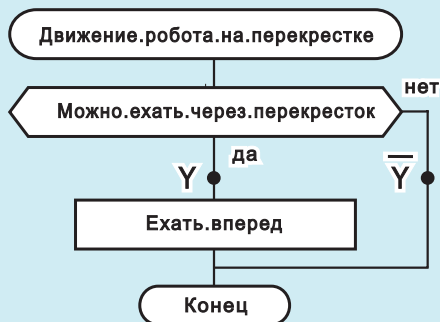 Движение.робота.на.перекрестке
Можно.ехать.через.перекресток
нет
да
Y
Y̅
Ехать.вперед
Конец